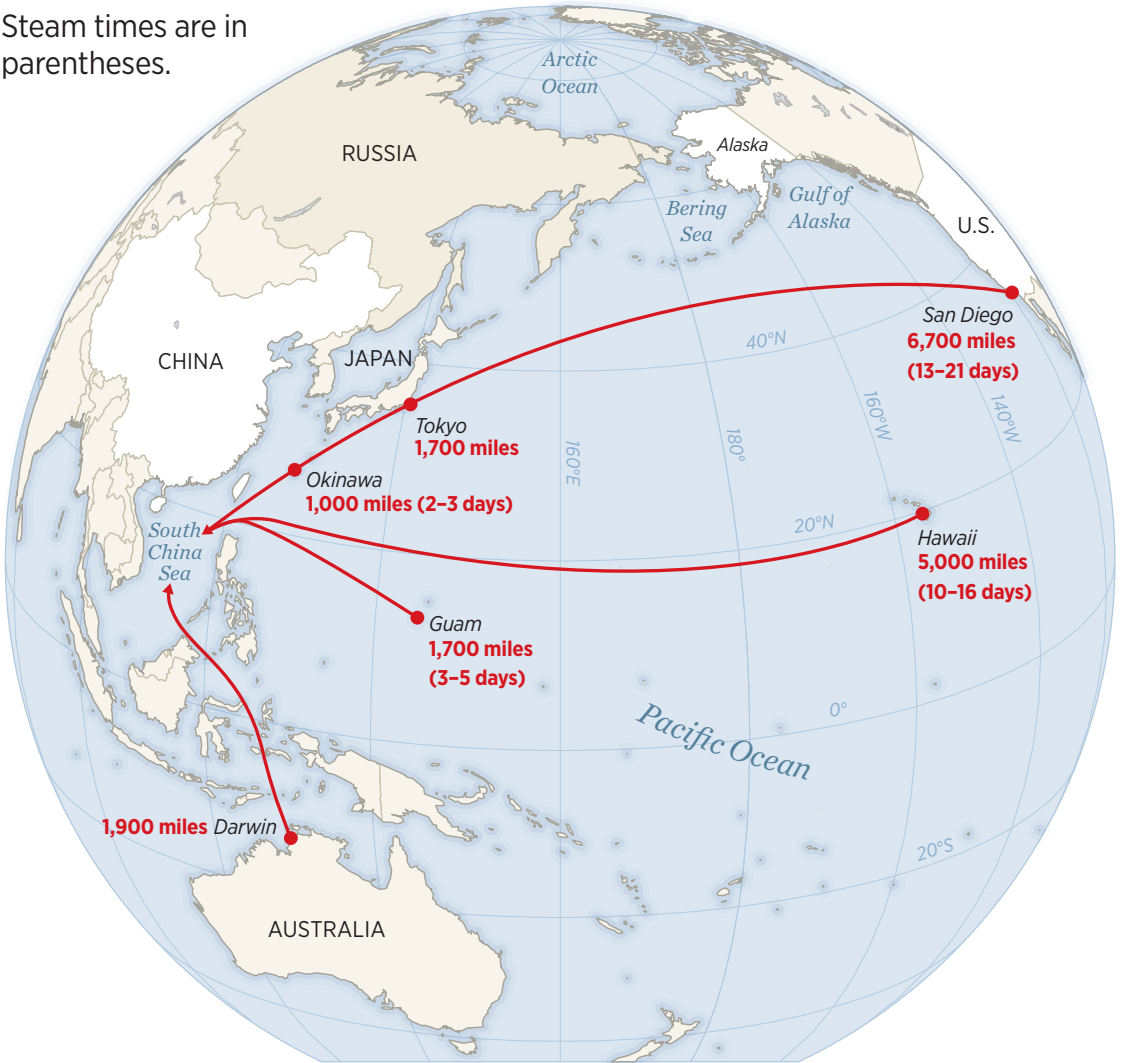 Steam times are in
parentheses.
Arctic
Ocean
RUSSIA
Alaska
Bering
Sea
Gulf of
Alaska
U.S.
San Diego
6,700 miles
(13–21 days)
40°N
CHINA
JAPAN
Tokyo
1,700 miles
160°E
180°
160°W
140°W
Okinawa
1,000 miles (2–3 days)
South
China
Sea
20°N
Hawaii
5,000 miles
(10–16 days)
Guam
1,700 miles
(3–5 days)
0°
Pacific Ocean
1,900 miles Darwin
20°S
AUSTRALIA